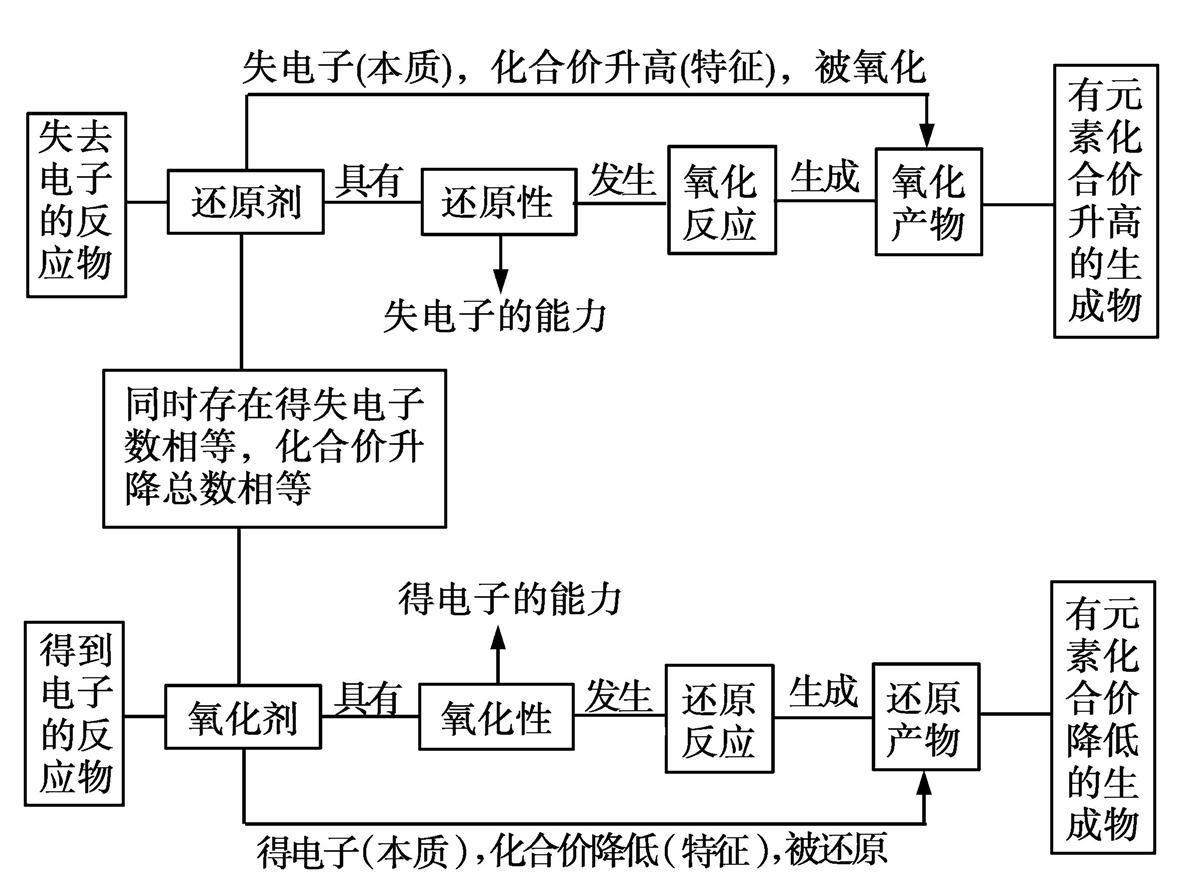 失电子(本质)，化合价升高(特征)，被氧化
失去
电子
的反
应物
还原剂
具有
还原性
发生
氧化
反应
生成
氧化
产物
有元
素化
合价
升高
的生
成物
失电子的能力
同时存在得失电子
数相等，化合价升
降总数相等
得电子的能力
得到
电子
的反
应物
氧化剂
具有
氧化性
发生
还原
反应
生成
还原
产物
有元
素化
合价
降低
的生
成物
得电子(本质),化合价降低(特征),被还原